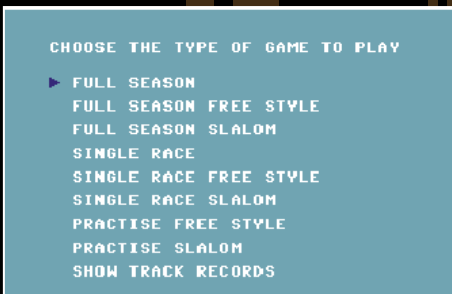 CHOOSE THE TYPE OF GAME TO PLAY
FULL SEASON
FULL SEASON FREE STYLE
FULL SEASON SLALOM
SINGLE RACE
SINGLE RACE FREE STYLE
SINGLE RACE SLALOM
PRACTISE FREE STYLE
PRACTISE SLALOM
SHOW TRACK RECORDS